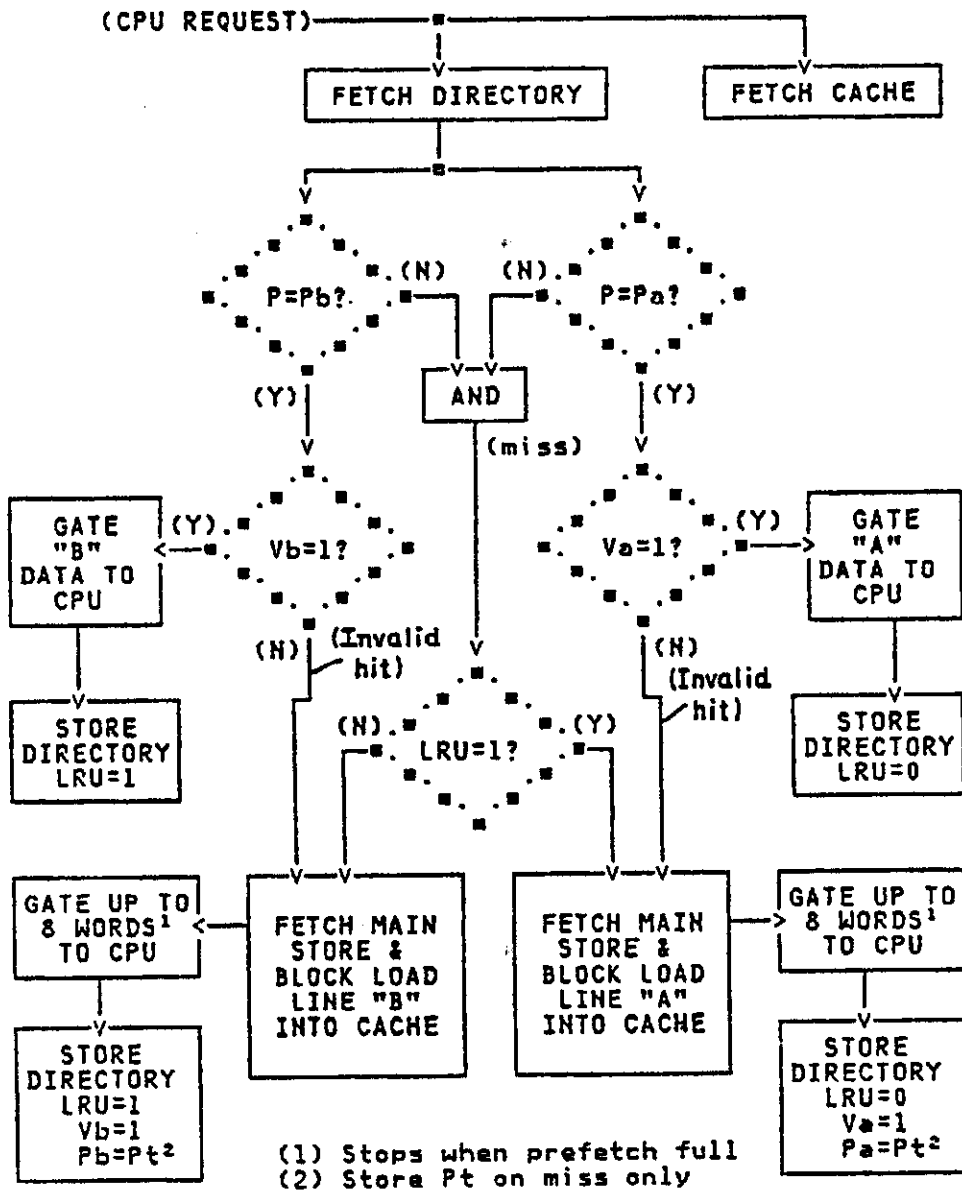 (CPU REQUEST)
FETCH DIRECTORY
FETCH CACHE
P=Pb?
(N)
(N)
P=Pa?
(Y)
AND
(Y)
(miss)
GATE
"B"
DATA TO
CPU
(Y)
Vb=1?
Va=1?
(Y)
GATE
"A"
DATA TO
CPU
(N)
(Invalid
hit)
(N)
(Invalid
hit)
STORE
DIRECTORY
LRU=1
(N)
LRU=1?
(Y)
STORE
DIRECTORY
LRU=0
GATE UP TO
8 WORDS¹
TO CPU
FETCH MAIN
STORE &
BLOCK LOAD
LINE "B"
INTO CACHE
FETCH MAIN
STORE &
BLOCK LOAD
LINE "A"
INTO CACHE
GATE UP TO
8 WORDS¹
TO CPU
STORE
DIRECTORY
LRU=1
Vb=1
Pb=Pt²
STORE
DIRECTORY
LRU=0
Va=1
Pa=Pt²
(1) Stops when prefetch full
(2) Store Pt on miss only